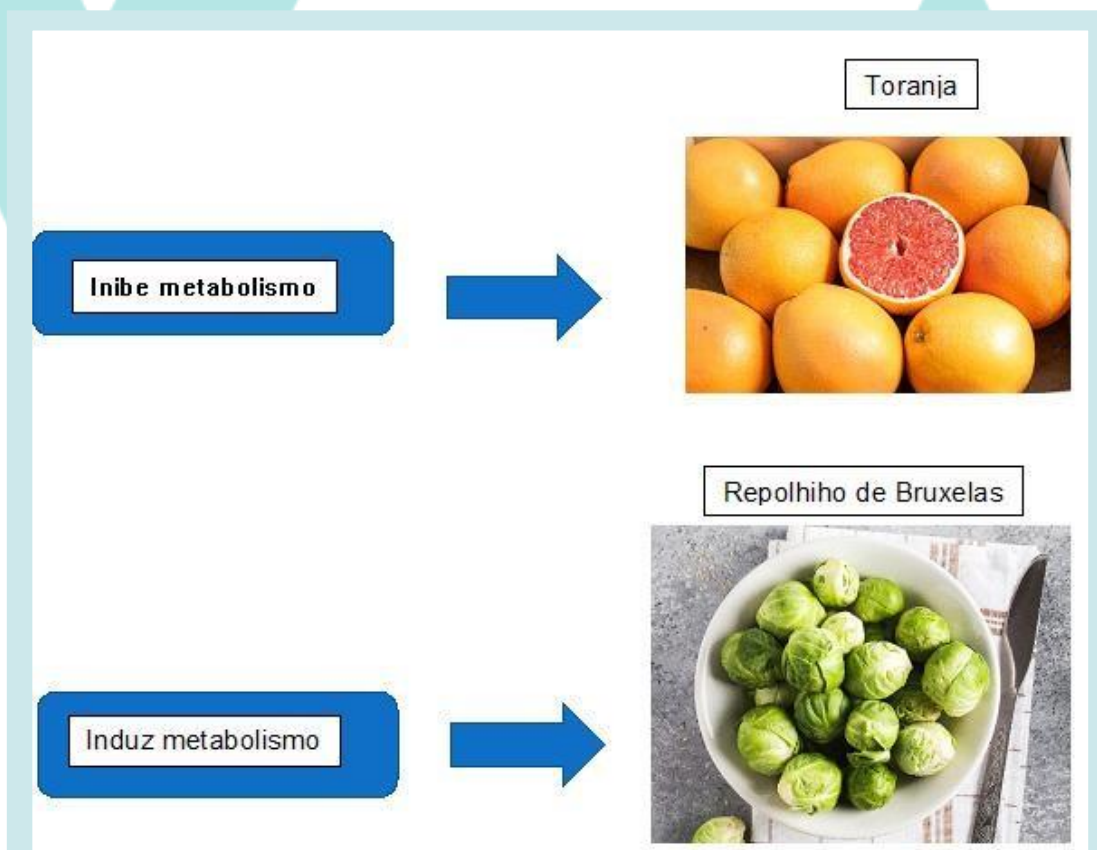 Toranja
Inibe metabolismo
Repolhiho de Bruxelas
Induz metabolismo